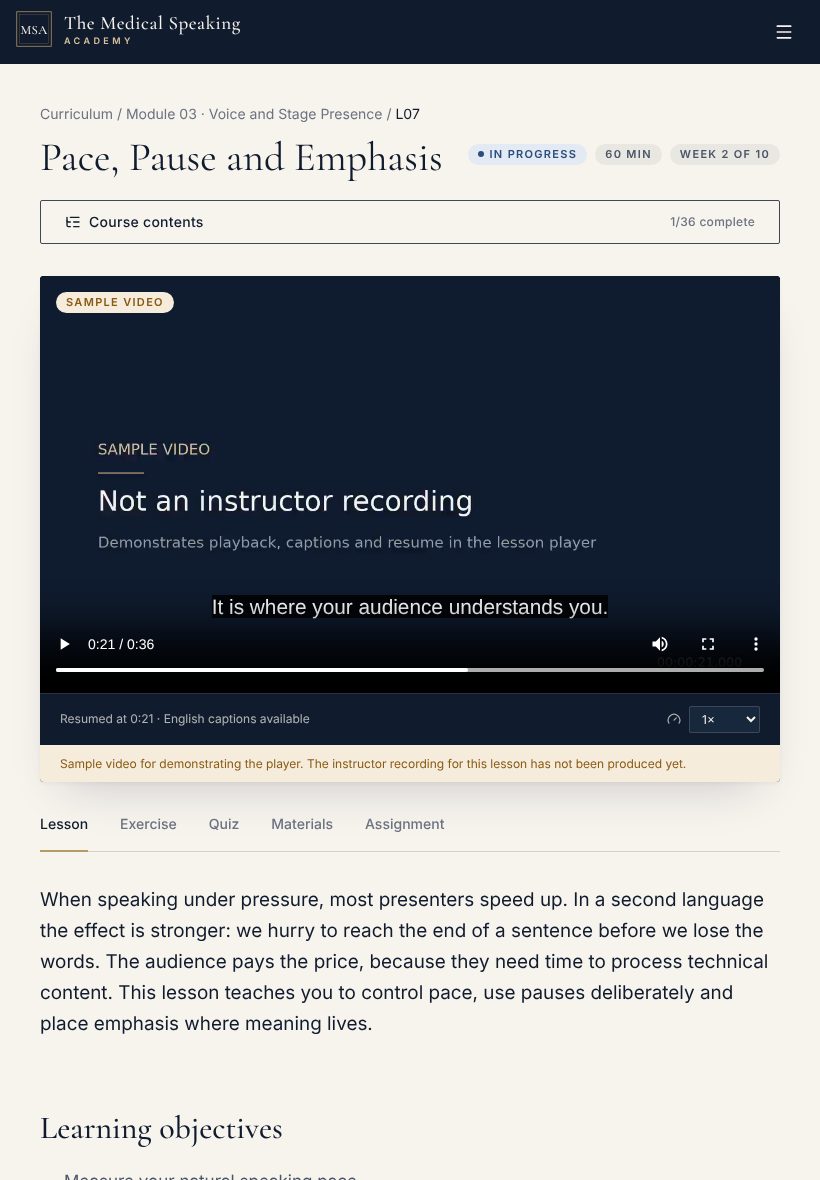 MSA
The Medical Speaking
ACADEMY
Curriculum / Module 03 · Voice and Stage Presence / L07
Pace, Pause and Emphasis
IN PROGRESS
60 MIN
WEEK 2 OF 10
Course contents
1/36 complete
SAMPLE VIDEO
SAMPLE VIDEO
Not an instructor recording
Demonstrates playback, captions and resume in the lesson player
It is where your audience understands you.
0:21 / 0:36
00:00:21.000
Resumed at 0:21 · English captions available
1×
Sample video for demonstrating the player. The instructor recording for this lesson has not been produced yet.
Lesson
Exercise
Quiz
Materials
Assignment
When speaking under pressure, most presenters speed up. In a second language
the effect is stronger: we hurry to reach the end of a sentence before we lose the
words. The audience pays the price, because they need time to process technical
content. This lesson teaches you to control pace, use pauses deliberately and
place emphasis where meaning lives.
Learning objectives
Measure your natural speaking pace